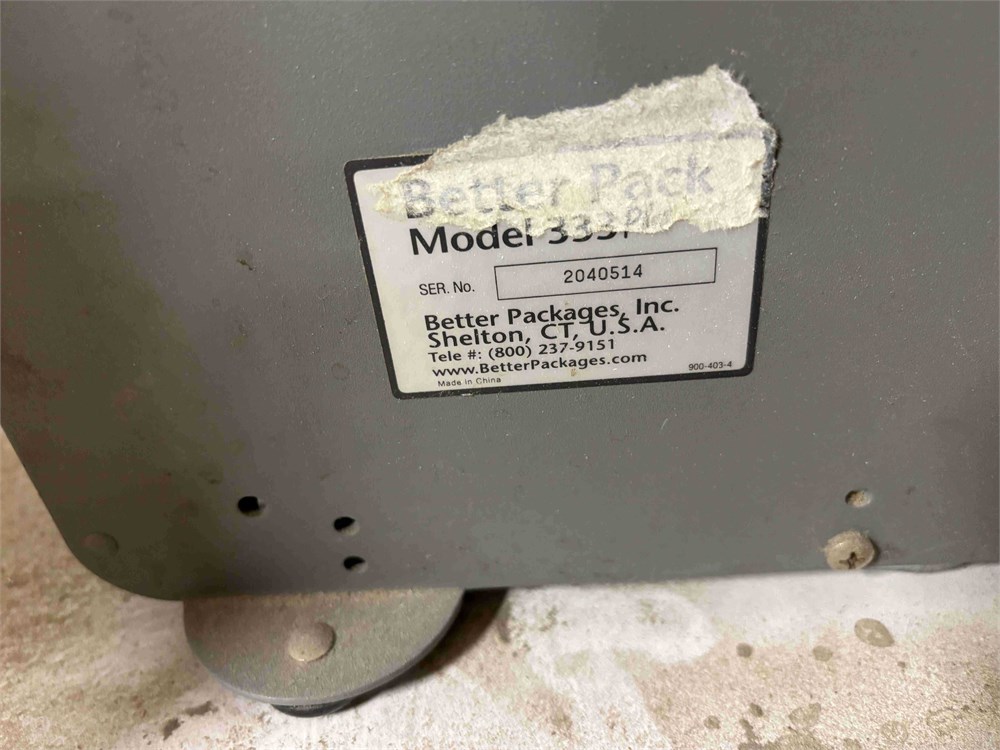 Better Pack
Model 333 Plus
SER. No. 2040514
Better Packages, Inc.
Shelton, CT, U.S.A.
Tele #: (800) 237-9151
www.BetterPackages.com
Made in China
900-403-4